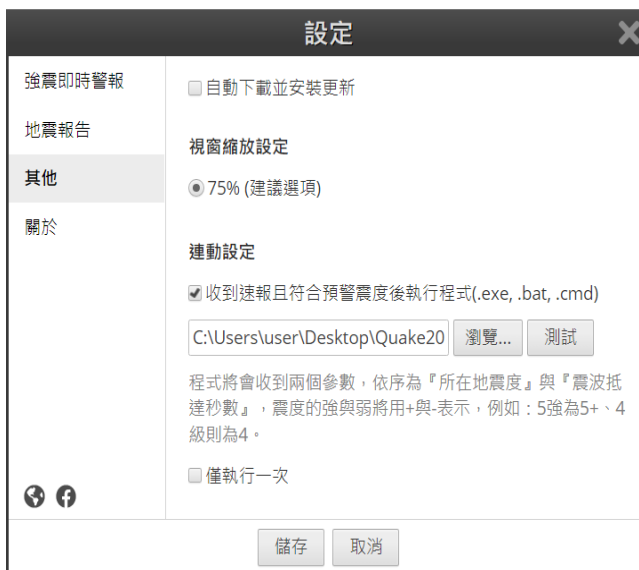 設定
強震即時警報
地震報告
其他
關於
自動下載並安裝更新
視窗縮放設定
75% (建議選項)
連動設定
收到速報且符合預警震度後執行程式(.exe, .bat, .cmd)
C:\Users\user\Desktop\Quake20
瀏覽...
測試
程式將會收到兩個參數，依序為『所在地震度』與『震波抵
達秒數』，震度的強與弱將用+與-表示，例如：5強為5+、4
級則為4。
僅執行一次
儲存
取消